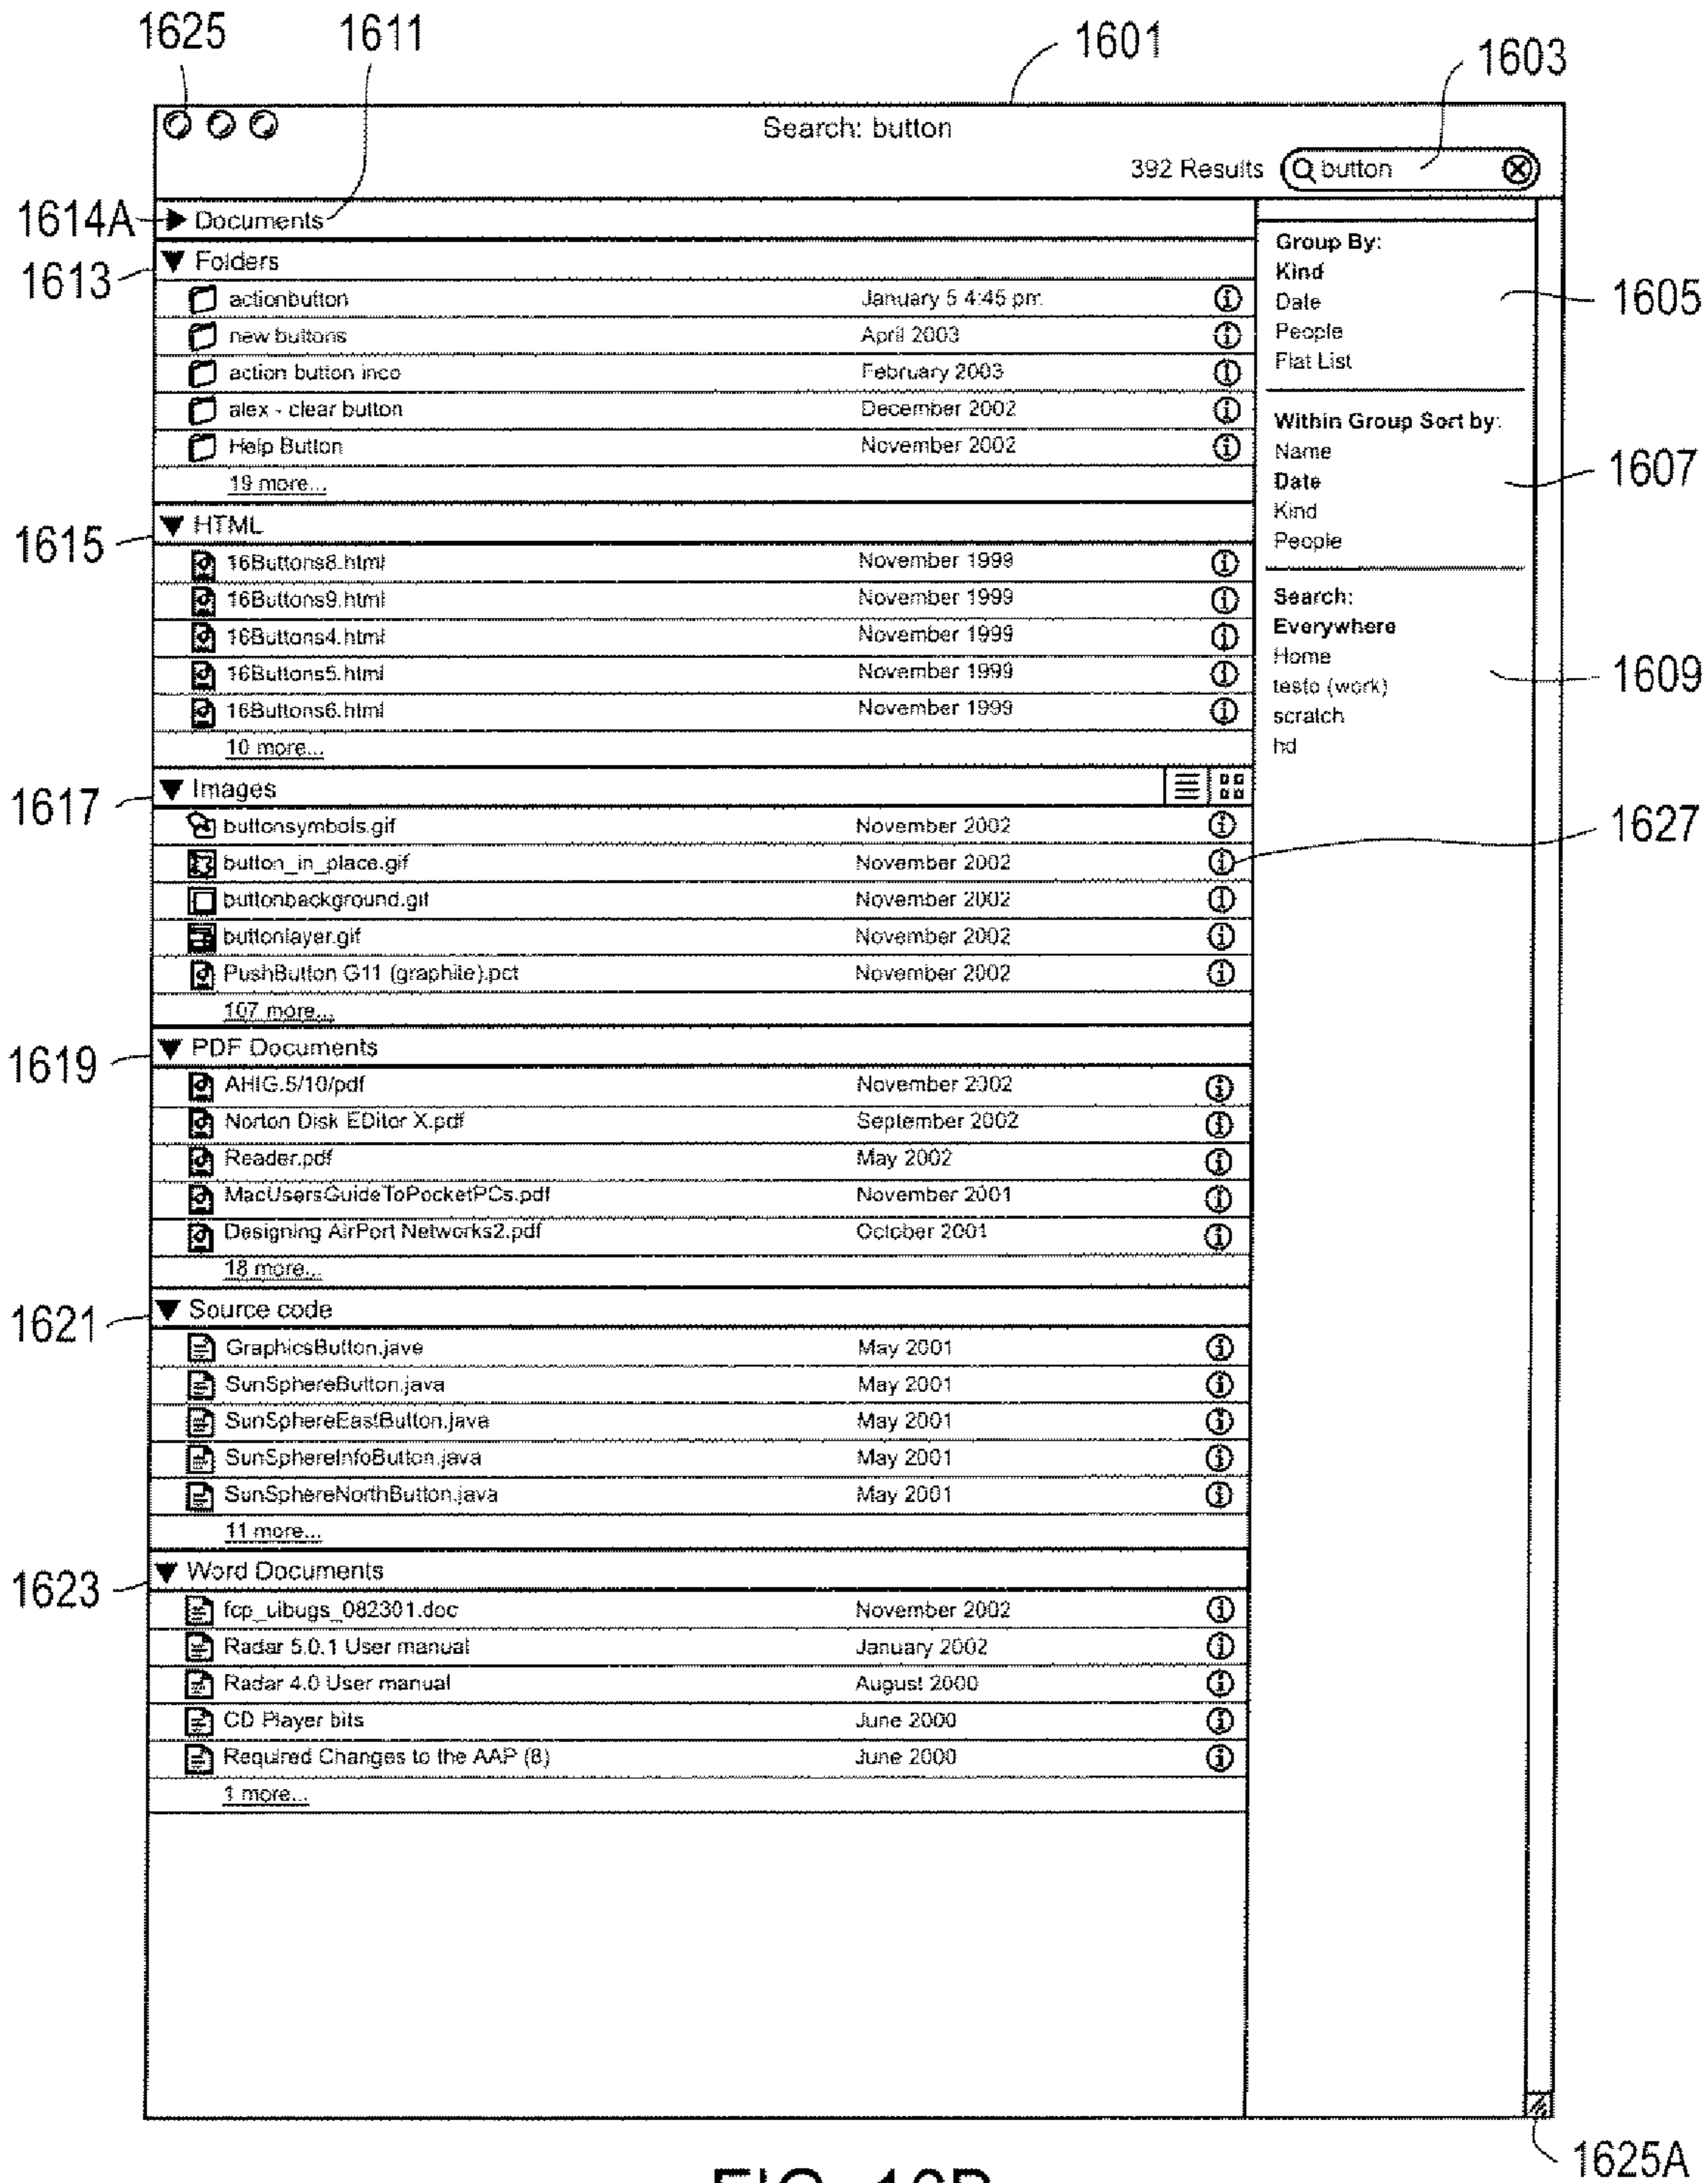 1625 1611 1601 1603
Search: button
392 Results button
1614A Documents
1613 Folders
actionbutton January 5 4:45 pm
new buttons April 2003
action button inco February 2003
alex - clear button December 2002
Help Button November 2002
19 more...
1615 HTML
16Buttons8.html November 1999
16Buttons9.html November 1999
16Buttons4.html November 1999
16Buttons5.html November 1999
16Buttons6.html November 1999
10 more...
1617 Images
buttonsymbols.gif November 2002
button_in_place.gif November 2002
buttonbackground.gif November 2002
buttonlayer.gif November 2002
PushButton G11 (graphite).pct November 2002
107 more...
1619 PDF Documents
AHIG.5/10/pdf November 2002
Norton Disk EDitor X.pdf September 2002
Reader.pdf May 2002
MacUsersGuideToPocketPCs.pdf November 2001
Designing AirPort Networks2.pdf October 2001
18 more...
1621 Source code
GraphicsButton.jave May 2001
SunSphereButton.java May 2001
SunSphereEastButton.java May 2001
SunSphereInfoButton.java May 2001
SunSphereNorthButton.java May 2001
11 more...
1623 Word Documents
fcp_uibugs_082301.doc November 2002
Radar 5.0.1 User manual January 2002
Radar 4.0 User manual August 2000
CD Player bits June 2000
Required Changes to the AAP (8) June 2000
1 more...
Group By:
Kind
Date 1605
People
Flat List
Within Group Sort by:
Name
Date 1607
Kind
People
Search:
Everywhere
Home
testo (work) 1609
scratch
hd
1627
1625A